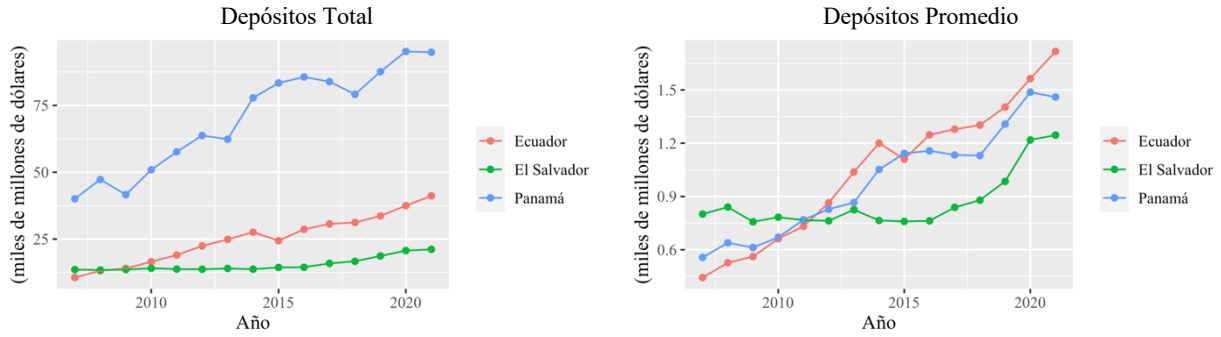 Depósitos Total
(miles de millones de dólares)
75
50
25
2010
2015
2020
Año
Ecuador
El Salvador
Panamá
Depósitos Promedio
(miles de millones de dólares)
1.5
1.2
0.9
0.6
2010
2015
2020
Año
Ecuador
El Salvador
Panamá